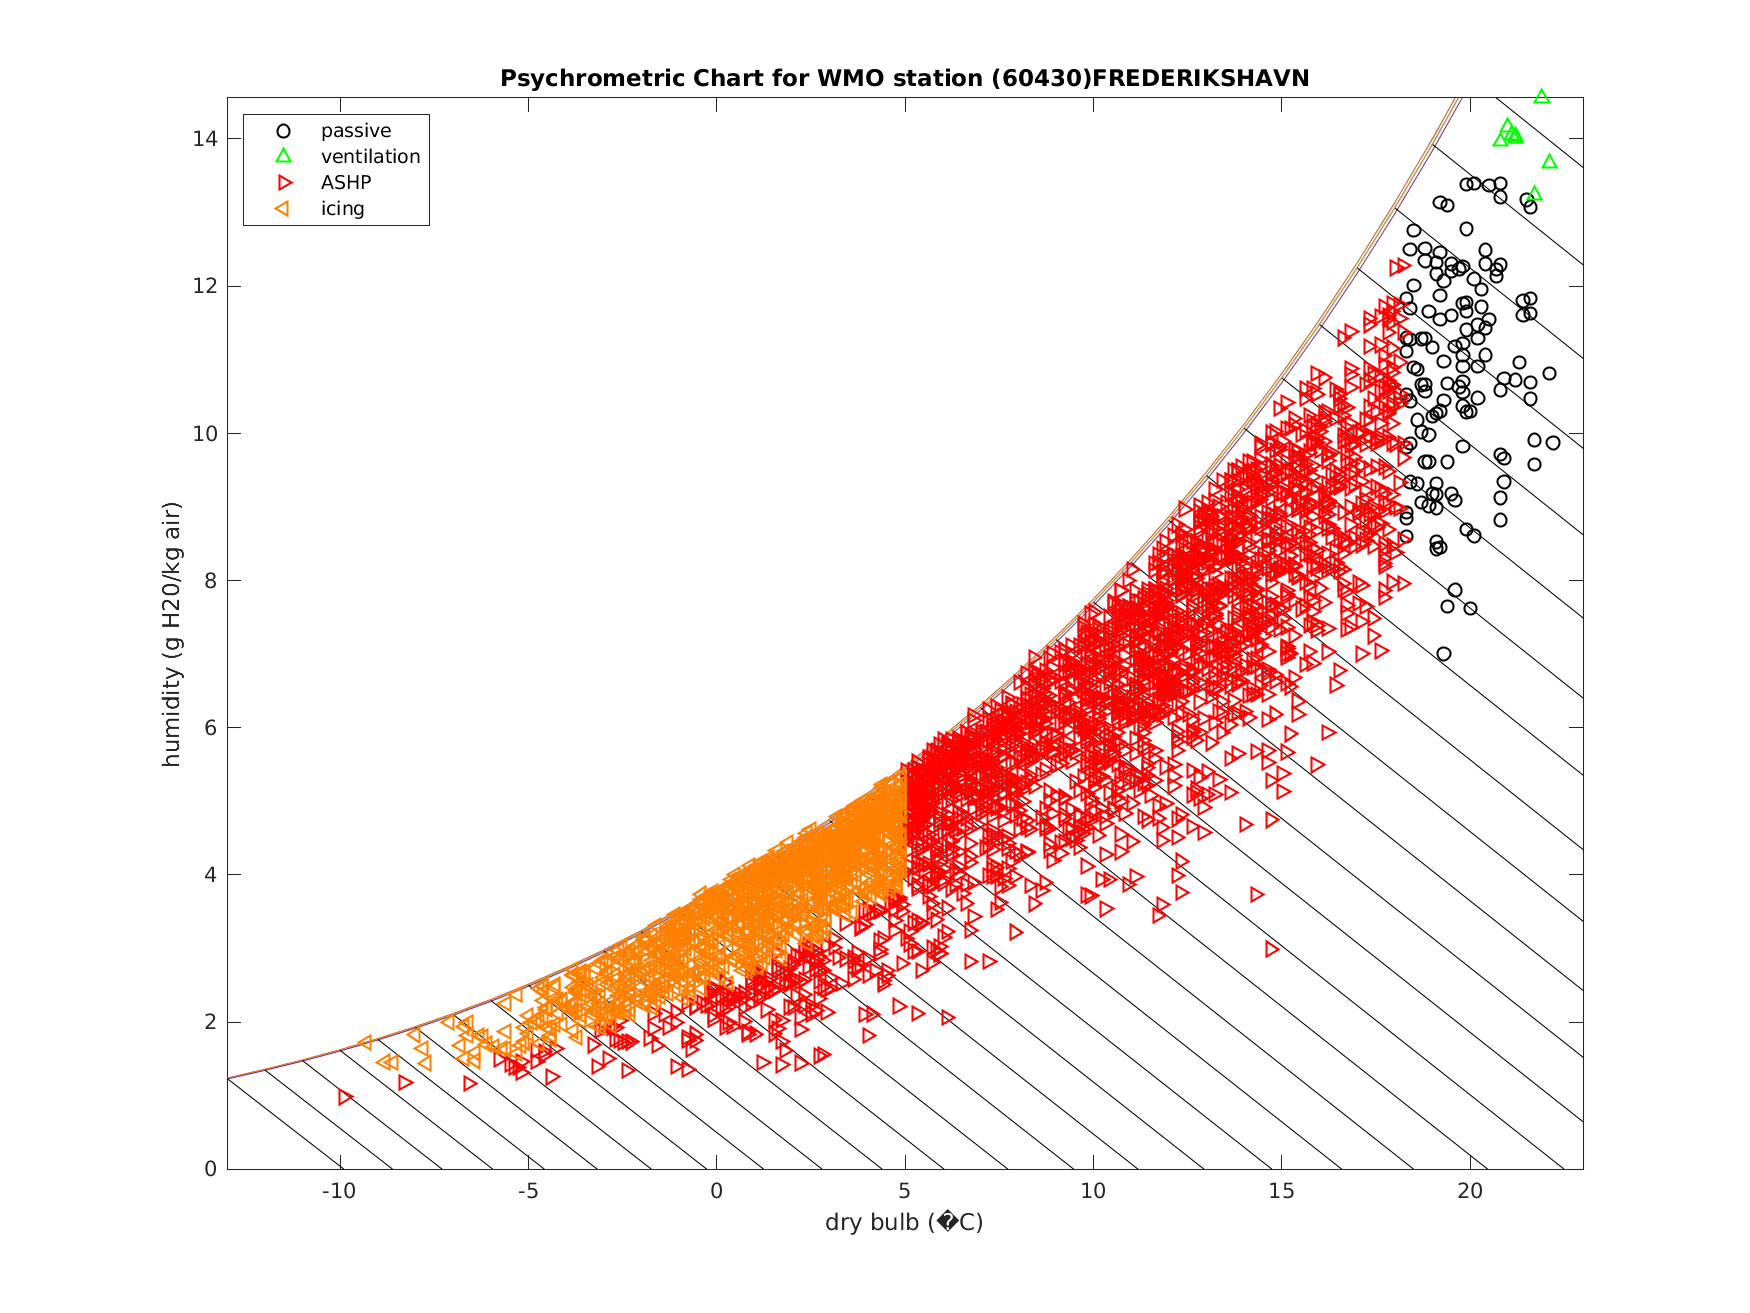 Psychrometric Chart for WMO station (60430)FREDERIKSHAVN
passive
ventilation
ASHP
icing
14
12
10
8
6
4
2
0
humidity (g H20/kg air)
-10
-5
0
5
10
15
20
dry bulb (�C)